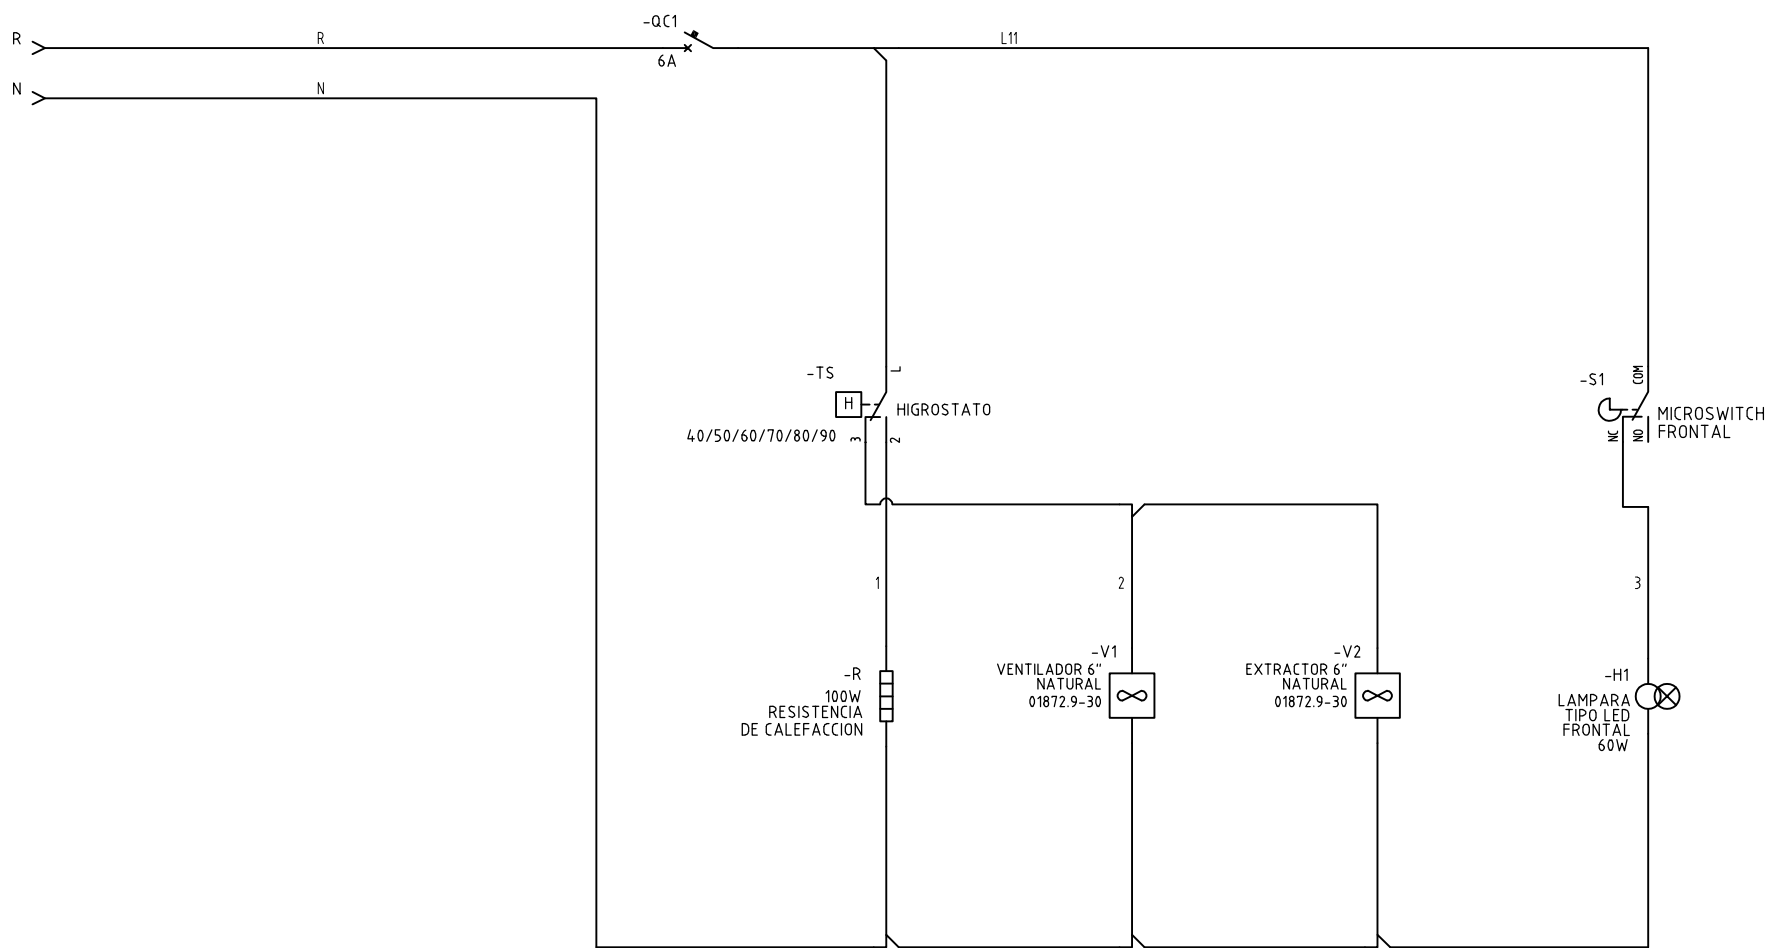 -QC1
R
R
L11
6A
N
N
-TS
L
H
HIGROSTATO
40/50/60/70/80/90
3
2
-S1
COM
MICROSWITCH
FRONTAL
NC
NO
1
2
3
-R
100W
RESISTENCIA
DE CALEFACCION
-V1
VENTILADOR 6"
NATURAL
01872.9-30
-V2
EXTRACTOR 6"
NATURAL
01872.9-30
-H1
LAMPARA
TIPO LED
FRONTAL
60W